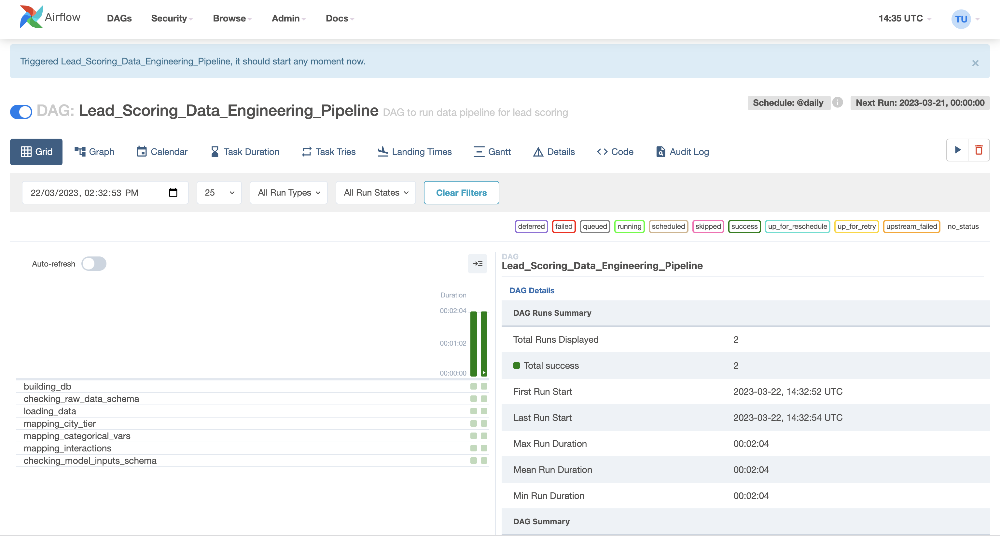 Airflow DAGs Security Browse Admin Docs 14:35 UTC TU
Triggered Lead_Scoring_Data_Engineering_Pipeline, it should start any moment now. ×
Schedule: @daily i Next Run: 2023-03-21, 00:00:00
DAG: Lead_Scoring_Data_Engineering_Pipeline DAG to run data pipeline for lead scoring
Grid Graph Calendar Task Duration Task Tries Landing Times Gantt Details Code Audit Log
22/03/2023, 02:32:53 PM 25 All Run Types All Run States Clear Filters
deferred failed queued running scheduled skipped success up_for_reschedule up_for_retry upstream_failed no_status
Auto-refresh
Duration
00:02:04
00:01:02
00:00:00
building_db
checking_raw_data_schema
loading_data
mapping_city_tier
mapping_categorical_vars
mapping_interactions
checking_model_inputs_schema
DAG
Lead_Scoring_Data_Engineering_Pipeline
DAG Details
DAG Runs Summary
Total Runs Displayed 2
Total success 2
First Run Start 2023-03-22, 14:32:52 UTC
Last Run Start 2023-03-22, 14:32:54 UTC
Max Run Duration 00:02:04
Mean Run Duration 00:02:04
Min Run Duration 00:02:04
DAG Summary